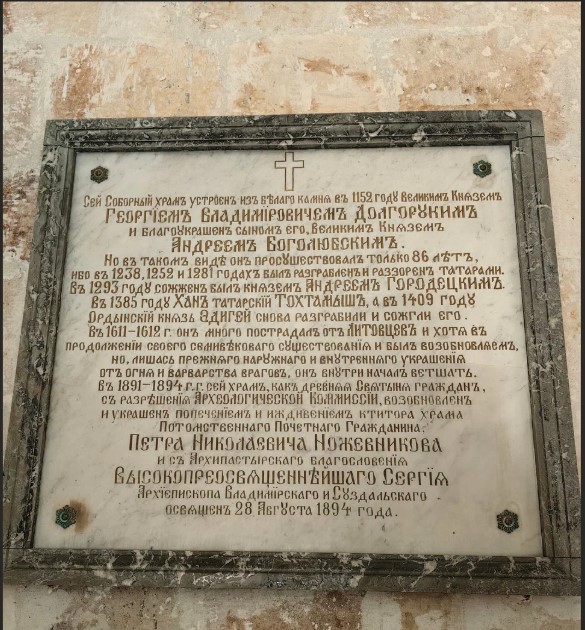 Сей Соборный храмъ устроенъ изъ бѣлаго камня въ 1152 году Великимъ Княземъ
Георгіемъ Владиміровичемъ Долгорукимъ
и благоукрашенъ сыномъ его, Великимъ Княземъ
Андреемъ Боголюбскимъ.
Но въ такомъ видѣ онъ просуществовалъ только 86 лѣтъ,
ибо въ 1238, 1252 и 1281 годахъ былъ разграбленъ и раззоренъ татарами.
Въ 1293 году сожженъ былъ княземъ Андреемъ Городецкимъ.
Въ 1385 году Ханъ татарскій Тохтамышъ, а въ 1409 году
Ордынскій князь Эдигей снова разграбили и сожгли его.
Въ 1611–1612 г. онъ много пострадалъ отъ Литовцевъ и хотя въ
продолженіи своего семивѣковаго существованія и былъ возобновляемъ,
но, лишась прежняго наружнаго и внутренняго украшенія
отъ огня и варварства враговъ, онъ внутри началъ ветшать.
Въ 1891–1894 г.г. сей храмъ, какъ древняя Святыня гражданъ,
съ разрѣшенія Археологической Коммиссіи, возобновленъ
и украшенъ попеченіемъ и иждивеніемъ ктитора храма
Потомственнаго Почетнаго Гражданина,
Петра Николаевича Ножевникова
и съ Архипастырскаго благословенія
Высокопреосвященнѣйшаго Сергія
Архіепископа Владимірскаго и Суздальскаго
освященъ 28 Августа 1894 года.